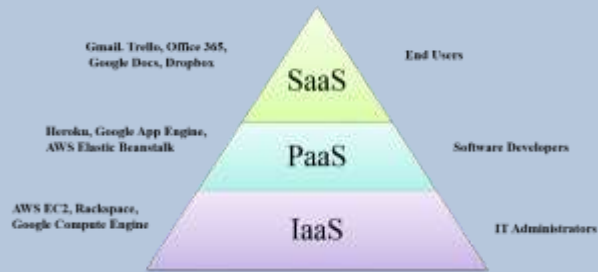 Gmail. Trello, Office 365,
Google Docs, Dropbox
SaaS
End Users
Heroku, Google App Engine,
AWS Elastic Beanstalk
PaaS
Software Developers
AWS EC2, Rackspace,
Google Compute Engine
IaaS
IT Administrators